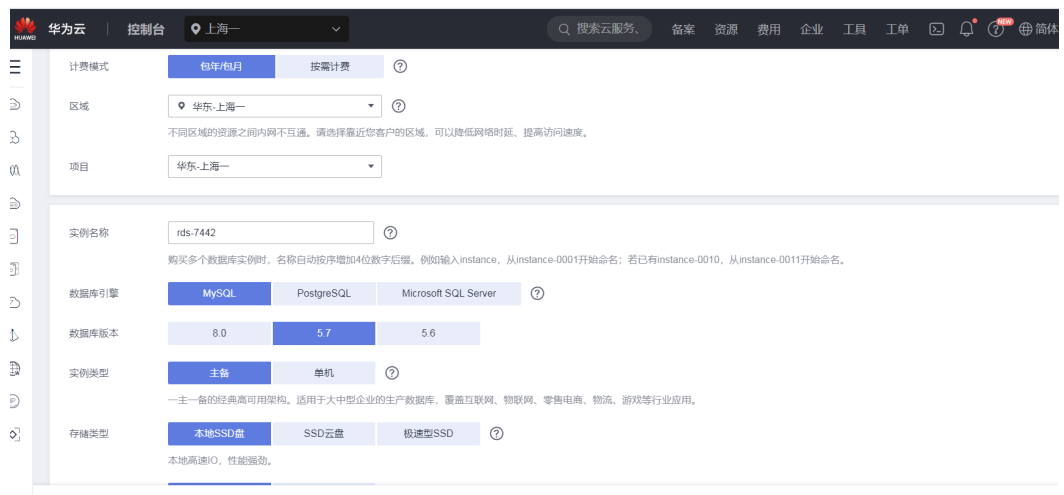 HUAWEI 华为云 控制台 上海一 搜索云服务、 备案 资源 费用 企业 工具 工单 NEW 简体
计费模式 包年/包月 按需计费
区域 华东-上海一
不同区域的资源之间内网不互通。请选择靠近您客户的区域，可以降低网络时延、提高访问速度。
项目 华东-上海一
实例名称 rds-7442
购买多个数据库实例时，名称自动按序增加4位数字后缀。例如输入instance，从instance-0001开始命名；若已有instance-0010，从instance-0011开始命名。
数据库引擎 MySQL PostgreSQL Microsoft SQL Server
数据库版本 8.0 5.7 5.6
实例类型 主备 单机
一主一备的经典高可用架构。适用于大中型企业的生产数据库，覆盖互联网、物联网、零售电商、物流、游戏等行业应用。
存储类型 本地SSD盘 SSD云盘 极速型SSD
本地高速IO，性能强劲。